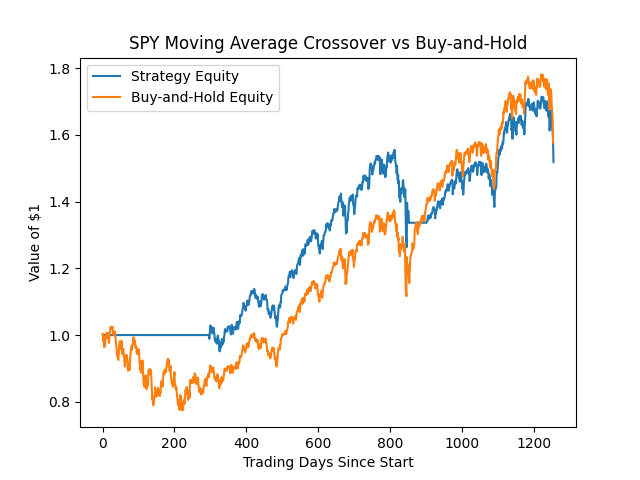 SPY Moving Average Crossover vs Buy-and-Hold
Strategy Equity
Buy-and-Hold Equity
Value of $1
1.8
1.6
1.4
1.2
1.0
0.8
0 200 400 600 800 1000 1200
Trading Days Since Start